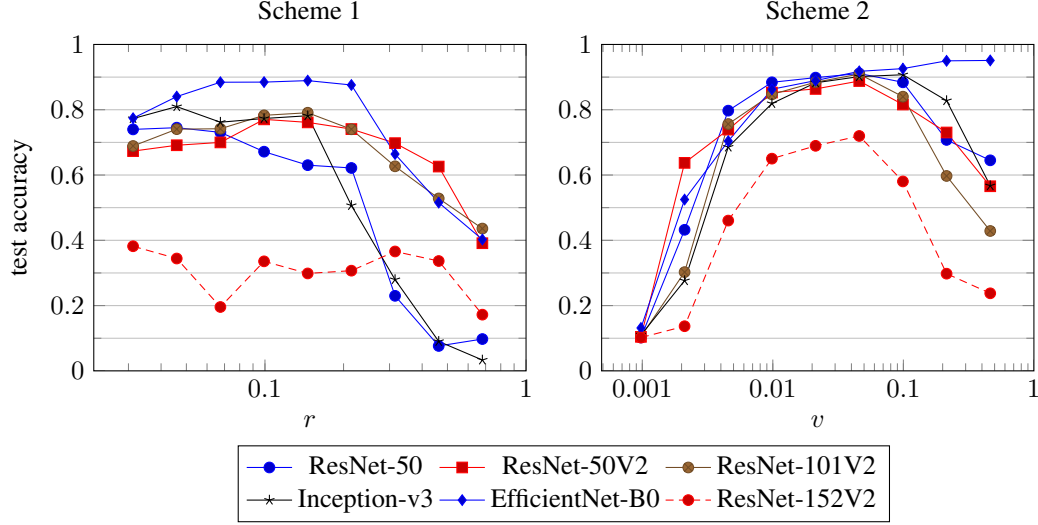 Scheme 1
Scheme 2
test accuracy
1
0.8
0.6
0.4
0.2
0
0.1
1
r
1
0.8
0.6
0.4
0.2
0
0.001
0.01
0.1
1
v
ResNet-50
ResNet-50V2
ResNet-101V2
Inception-v3
EfficientNet-B0
ResNet-152V2